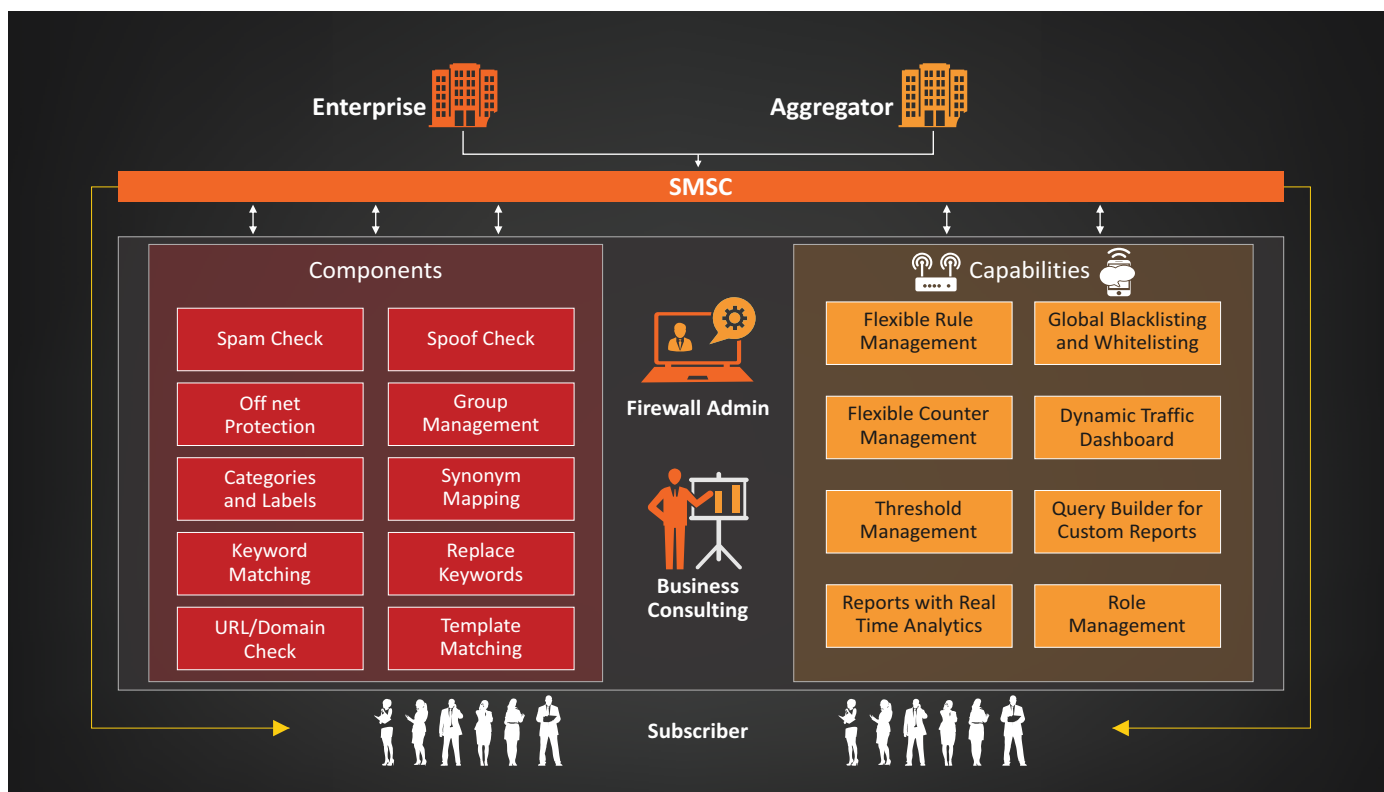 Enterprise
Aggregator
SMSC
Components
Spam Check
Spoof Check
Off net
Protection
Group
Management
Categories
and Labels
Synonym
Mapping
Keyword
Matching
Replace
Keywords
URL/Domain
Check
Template
Matching
Firewall Admin
Business
Consulting
Capabilities
Flexible Rule
Management
Global Blacklisting
and Whitelisting
Flexible Counter
Management
Dynamic Traffic
Dashboard
Threshold
Management
Query Builder for
Custom Reports
Reports with Real
Time Analytics
Role
Management
Subscriber